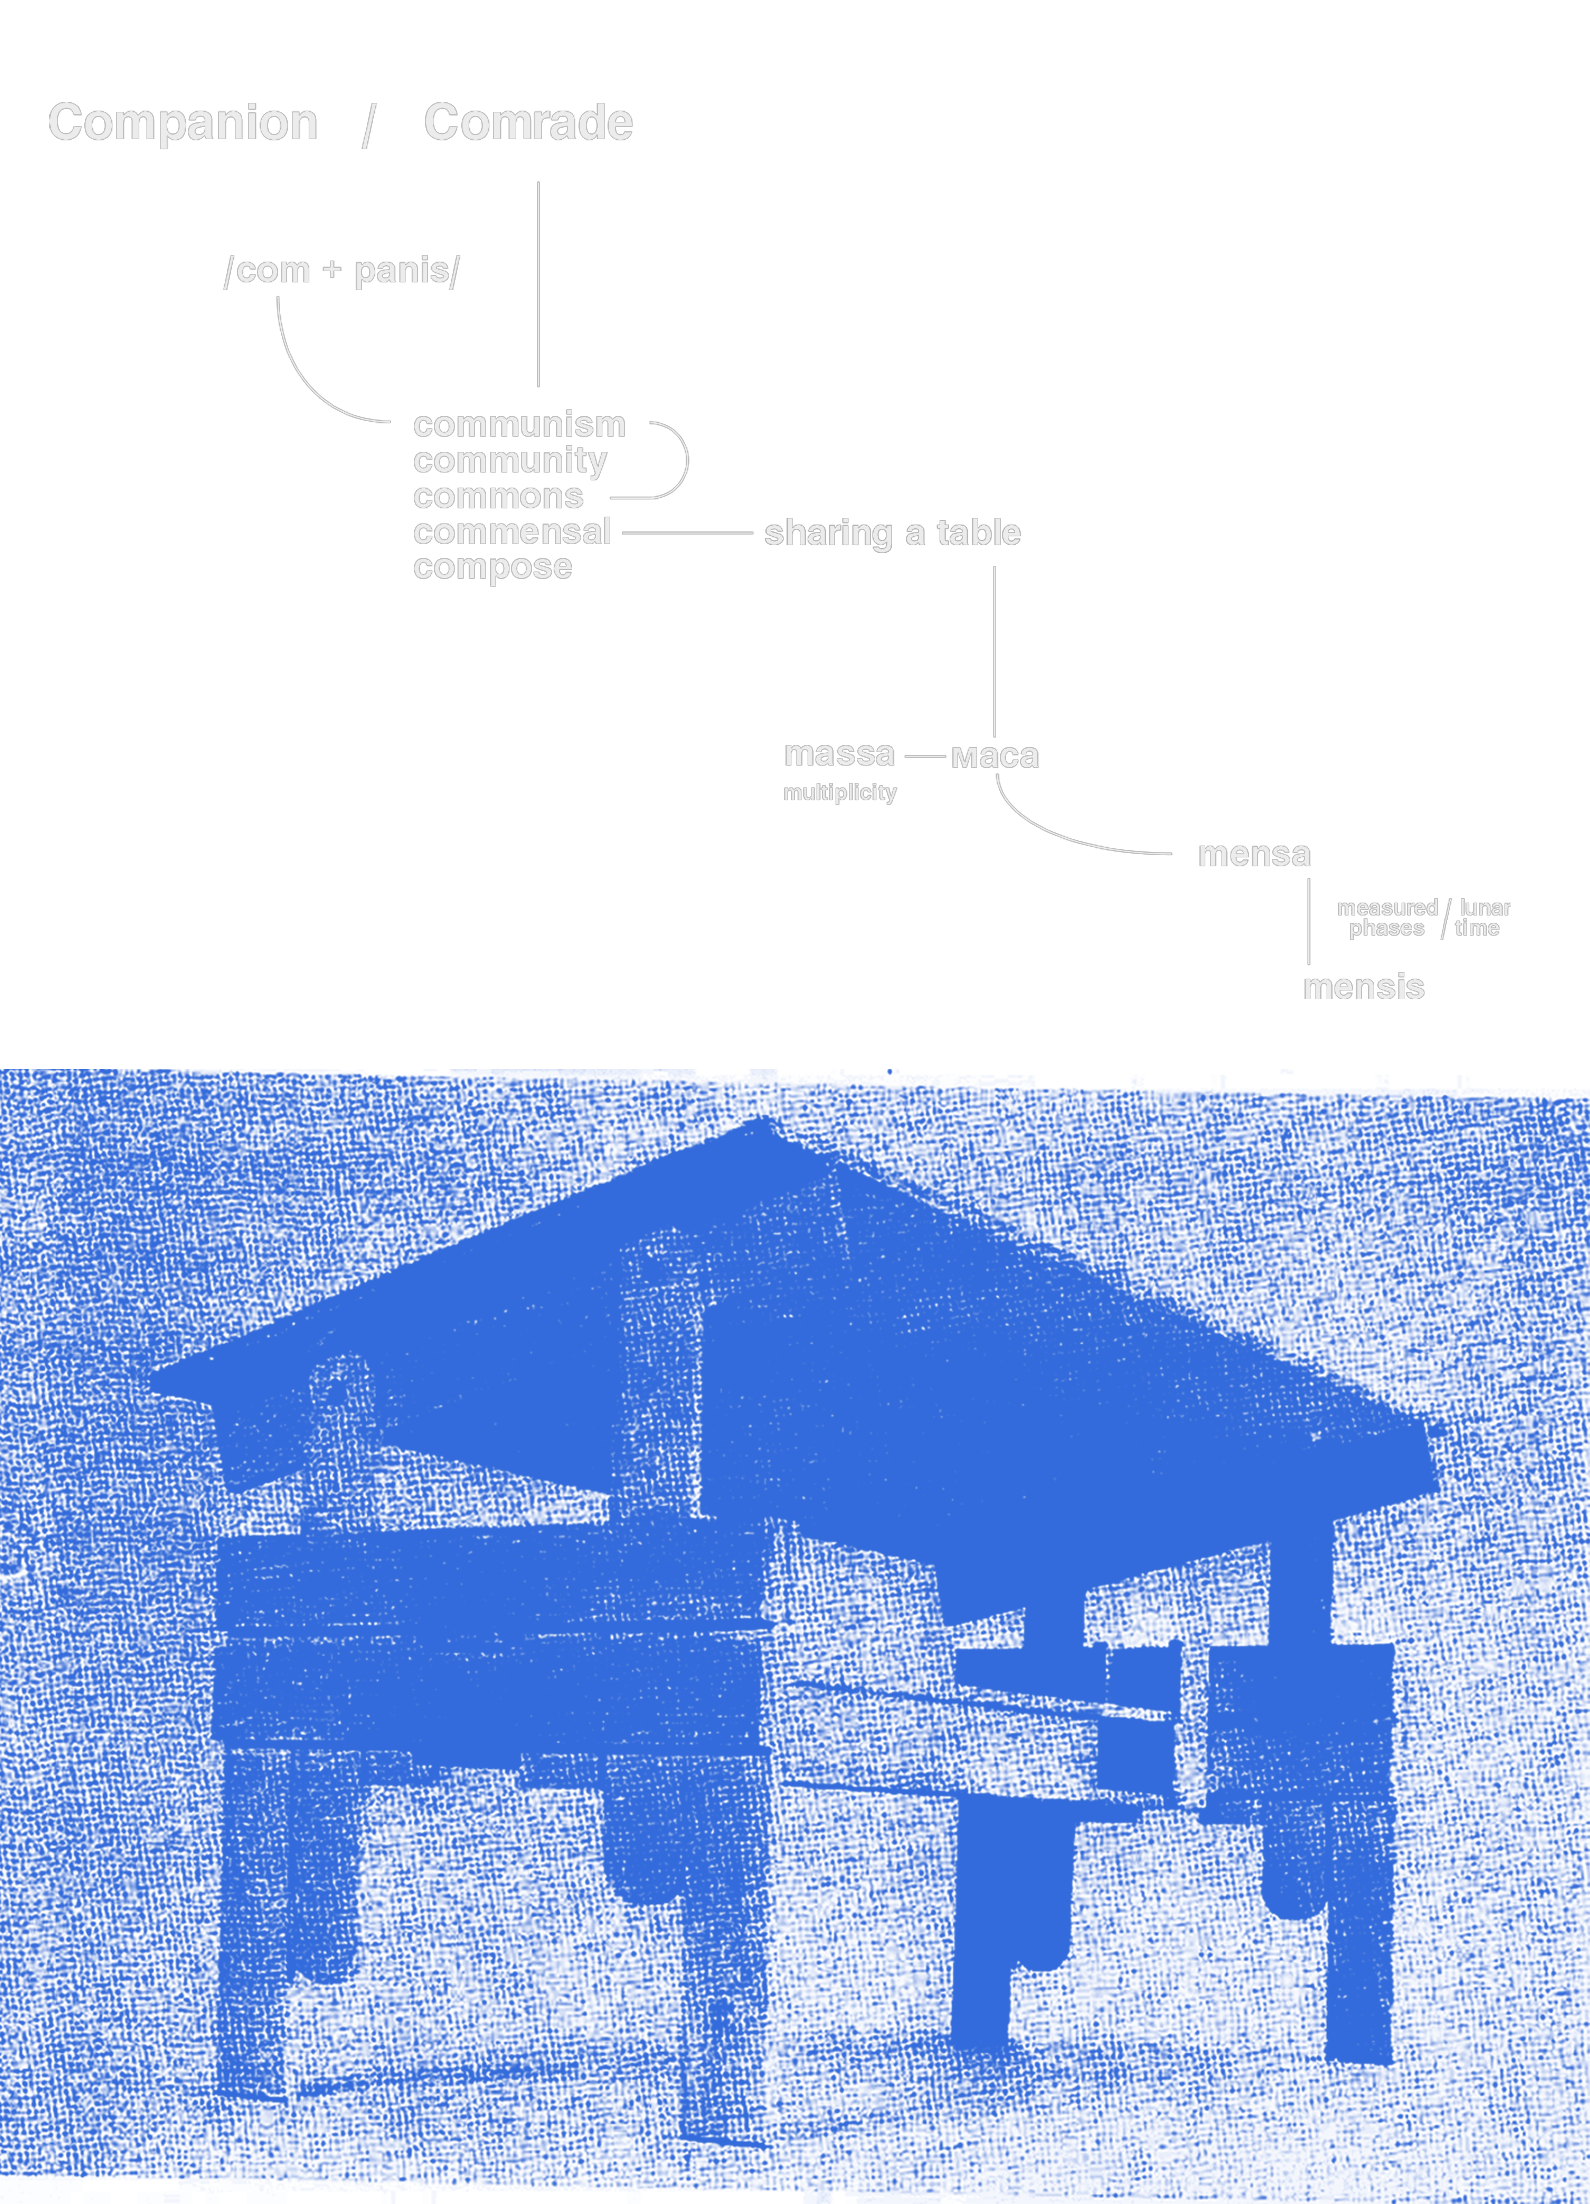 Companion / Comrade
/com + panis/
communism
community
commons
commensal
sharing a table
compose
massa
маса
multiplicity
mensa
measured / lunar
phases / time
mensis